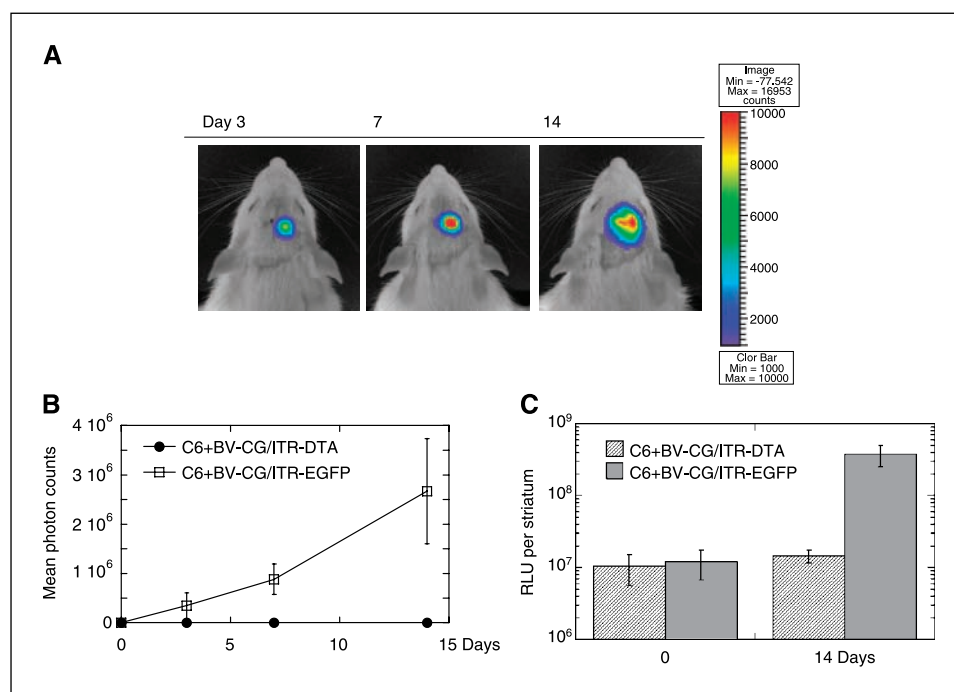 A
Image
Min = -77.542
Max = 16953
counts
Day 3 7 14
10000
8000
6000
4000
2000
Clor Bar
Min = 1000
Max = 10000
B
4 10⁶
3 10⁶
2 10⁶
1 10⁶
0
Mean photon counts
C6+BV-CG/ITR-DTA
C6+BV-CG/ITR-EGFP
0 5 10 15 Days
C
10⁹
10⁸
10⁷
10⁶
RLU per striatum
C6+BV-CG/ITR-DTA
C6+BV-CG/ITR-EGFP
0 14 Days